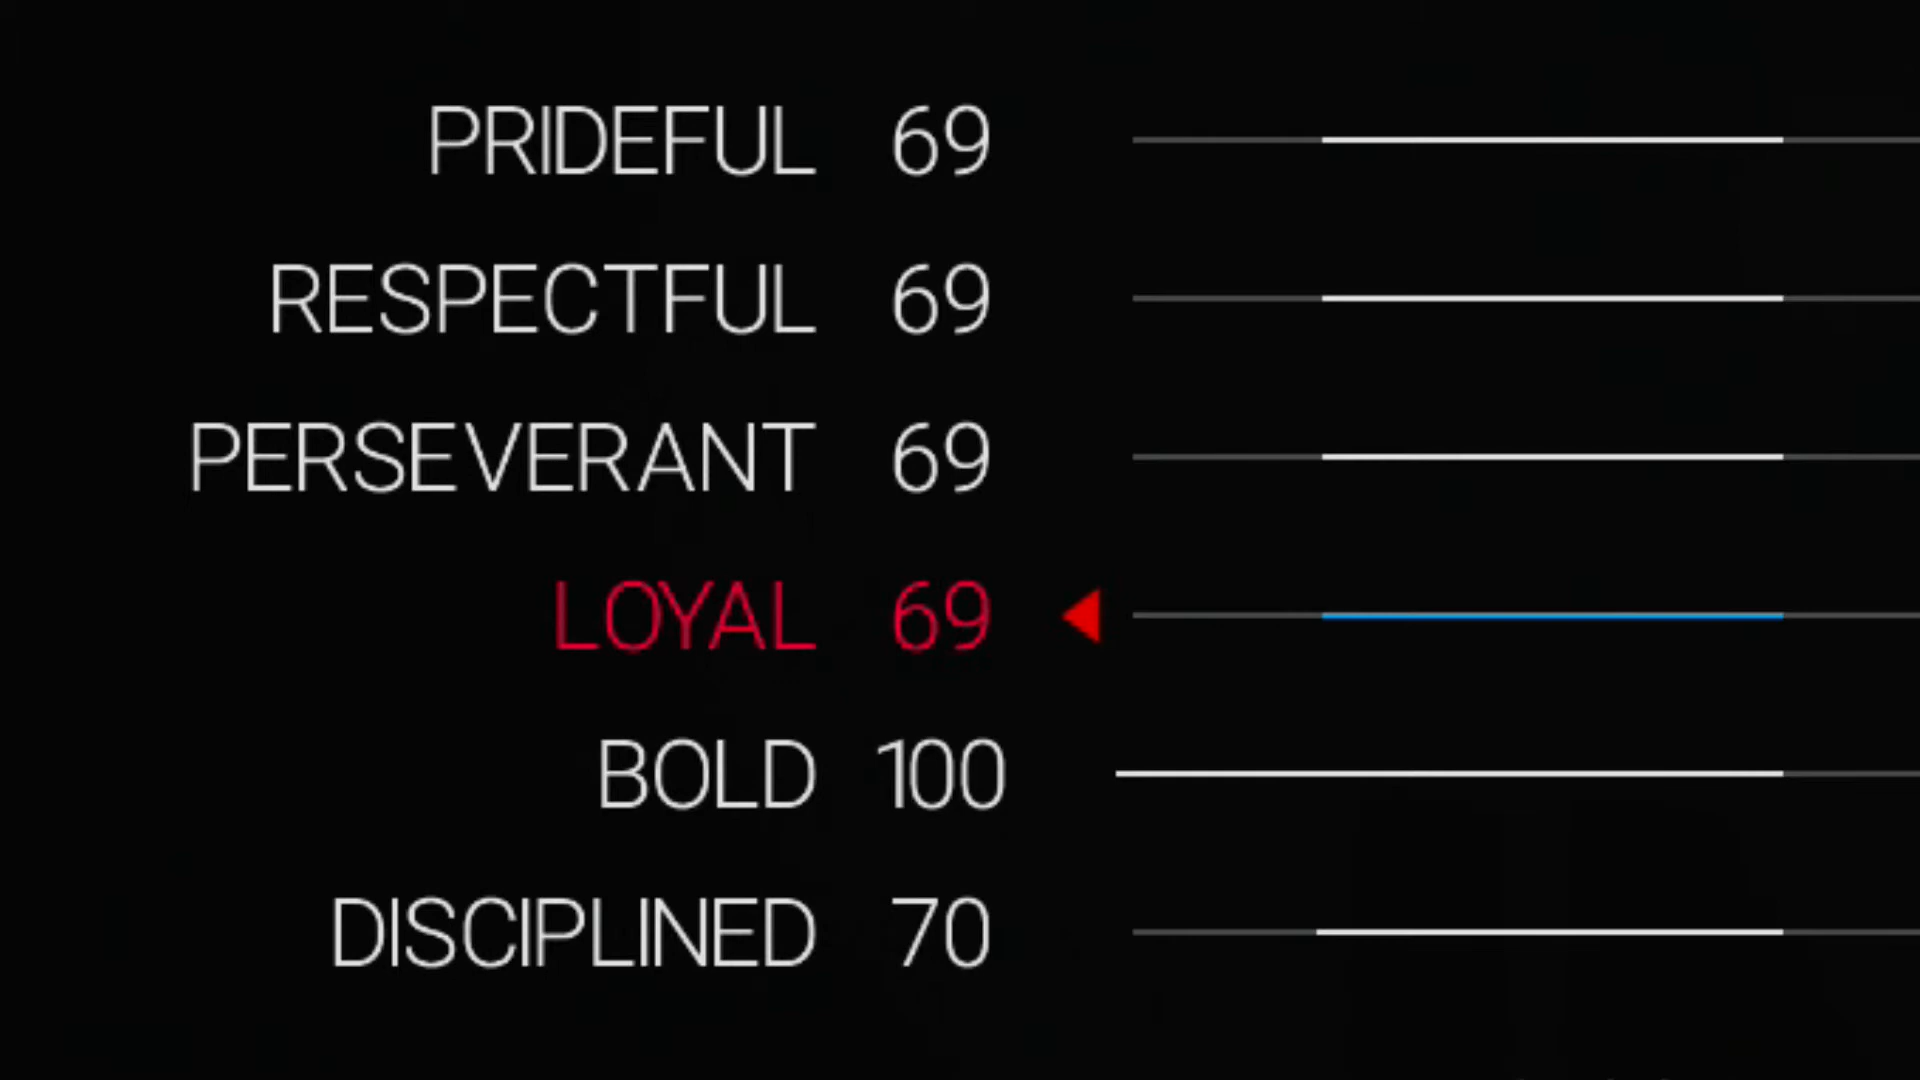 PRIDEFUL 69
RESPECTFUL 69
PERSEVERANT 69
LOYAL 69
BOLD 100
DISCIPLINED 70